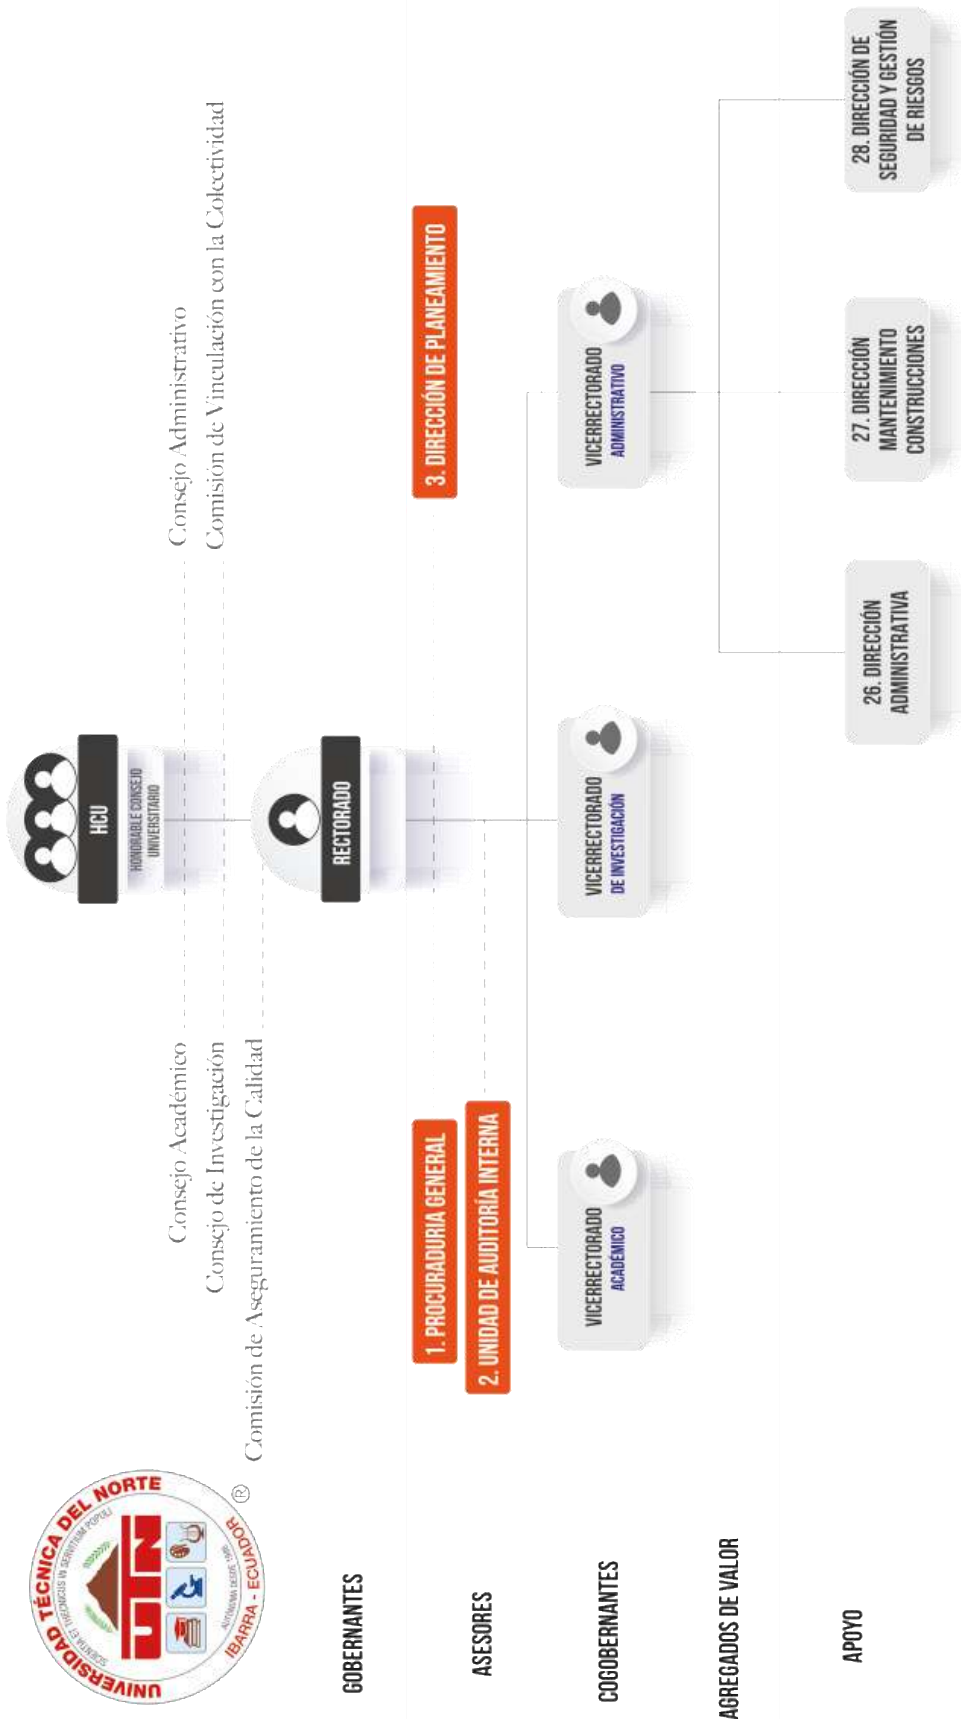 UNIVERSIDAD TÉCNICA DEL NORTE
UTN
IBARRA - ECUADOR
®
HCU
HONORABLE CONSEJO
UNIVERSITARIO
Consejo Académico
Consejo Administrativo
Consejo de Investigación
Comisión de Vinculación con la Colectividad
Comisión de Aseguramiento de la Calidad
GOBERNANTES
RECTORADO
ASESORES
1. PROCURADURIA GENERAL
3. DIRECCIÓN DE PLANEAMIENTO
2. UNIDAD DE AUDITORÍA INTERNA
COGOBERNANTES
VICERRECTORADO
ACADÉMICO
VICERRECTORADO
DE INVESTIGACIÓN
VICERRECTORADO
ADMINISTRATIVO
AGREGADOS DE VALOR
APOYO
26. DIRECCIÓN
ADMINISTRATIVA
27. DIRECCIÓN
MANTENIMIENTO
CONSTRUCCIONES
28. DIRECCIÓN DE
SEGURIDAD Y GESTIÓN
DE RIESGOS